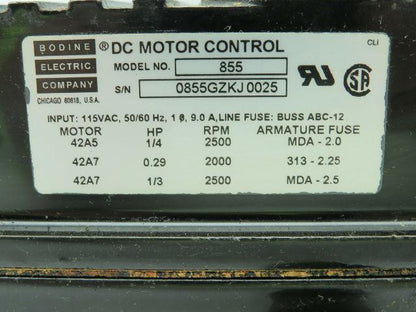 BODINE ® DC MOTOR CONTROL CLI
ELECTRIC MODEL NO. 855
COMPANY S/N 0855GZKJ0025
CHICAGO 60618, U.S.A.
INPUT: 115VAC, 50/60 Hz, 1 Ø, 9.0 A, LINE FUSE: BUSS ABC-12
MOTOR HP RPM ARMATURE FUSE
42A5 1/4 2500 MDA - 2.0
42A7 0.29 2000 313 - 2.25
42A7 1/3 2500 MDA - 2.5